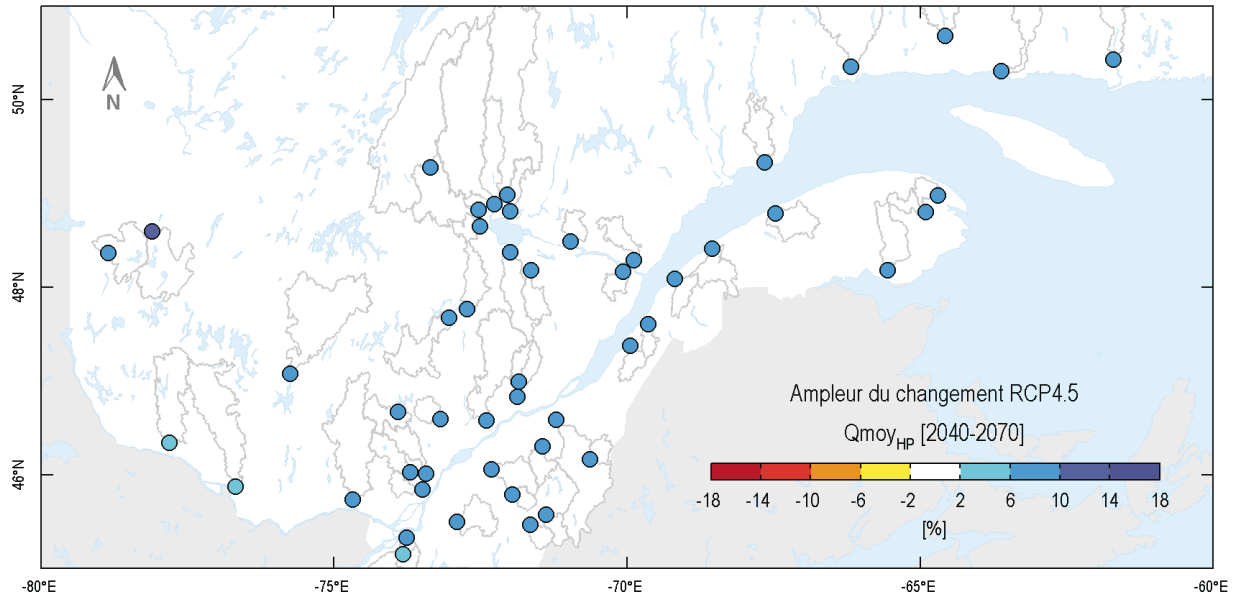 N
50°N
48°N
46°N
Ampleur du changement RCP4.5
QmoyHP [2040-2070]
-18 -14 -10 -6 -2 2 6 10 14 18
[%]
-80°E -75°E -70°E -65°E -60°E